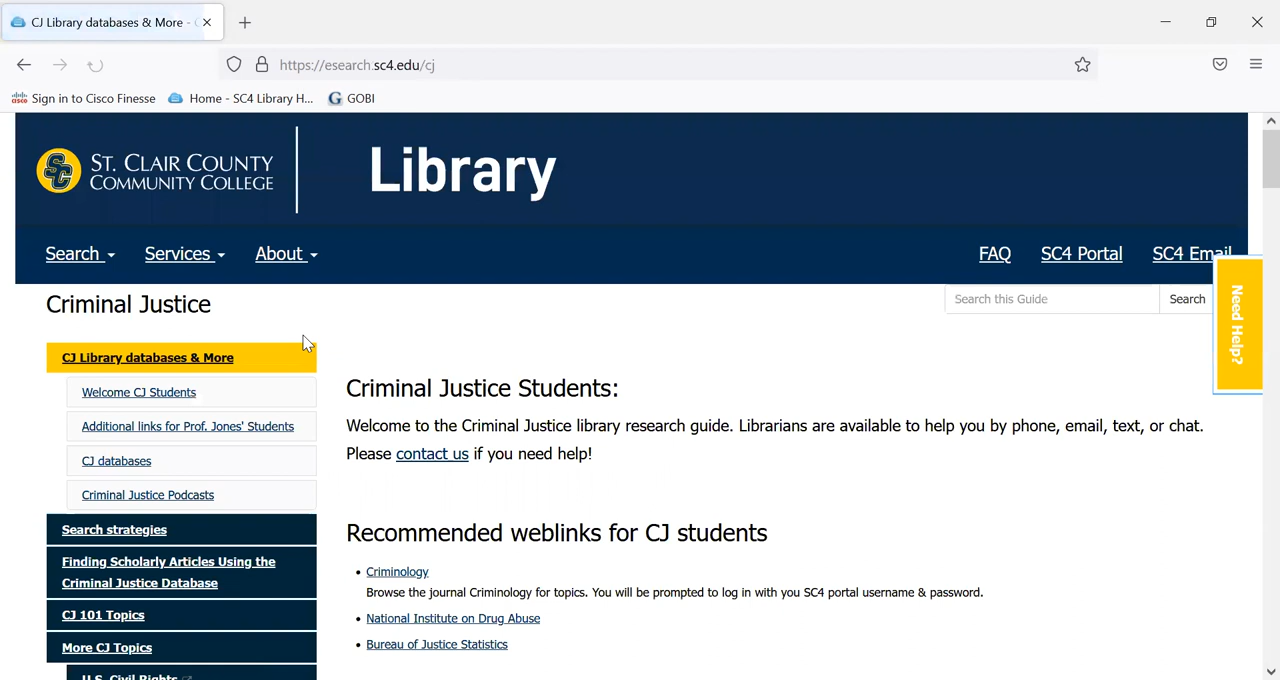 CJ Library databases & More -
https://esearch.sc4.edu/cj
Sign in to Cisco Finesse
Home - SC4 Library H...
GOBI
ST. CLAIR COUNTY
COMMUNITY COLLEGE
Library
Search
Services
About
FAQ
SC4 Portal
SC4 Email
Criminal Justice
Search this Guide
Search
Need Help?
CJ Library databases & More
Welcome CJ Students
Additional links for Prof. Jones' Students
CJ databases
Criminal Justice Podcasts
Search strategies
Finding Scholarly Articles Using the
Criminal Justice Database
CJ 101 Topics
More CJ Topics
U.S. Civil Rights
Criminal Justice Students:
Welcome to the Criminal Justice library research guide. Librarians are available to help you by phone, email, text, or chat.
Please contact us if you need help!
Recommended weblinks for CJ students
• Criminology
Browse the journal Criminology for topics. You will be prompted to log in with you SC4 portal username & password.
• National Institute on Drug Abuse
• Bureau of Justice Statistics